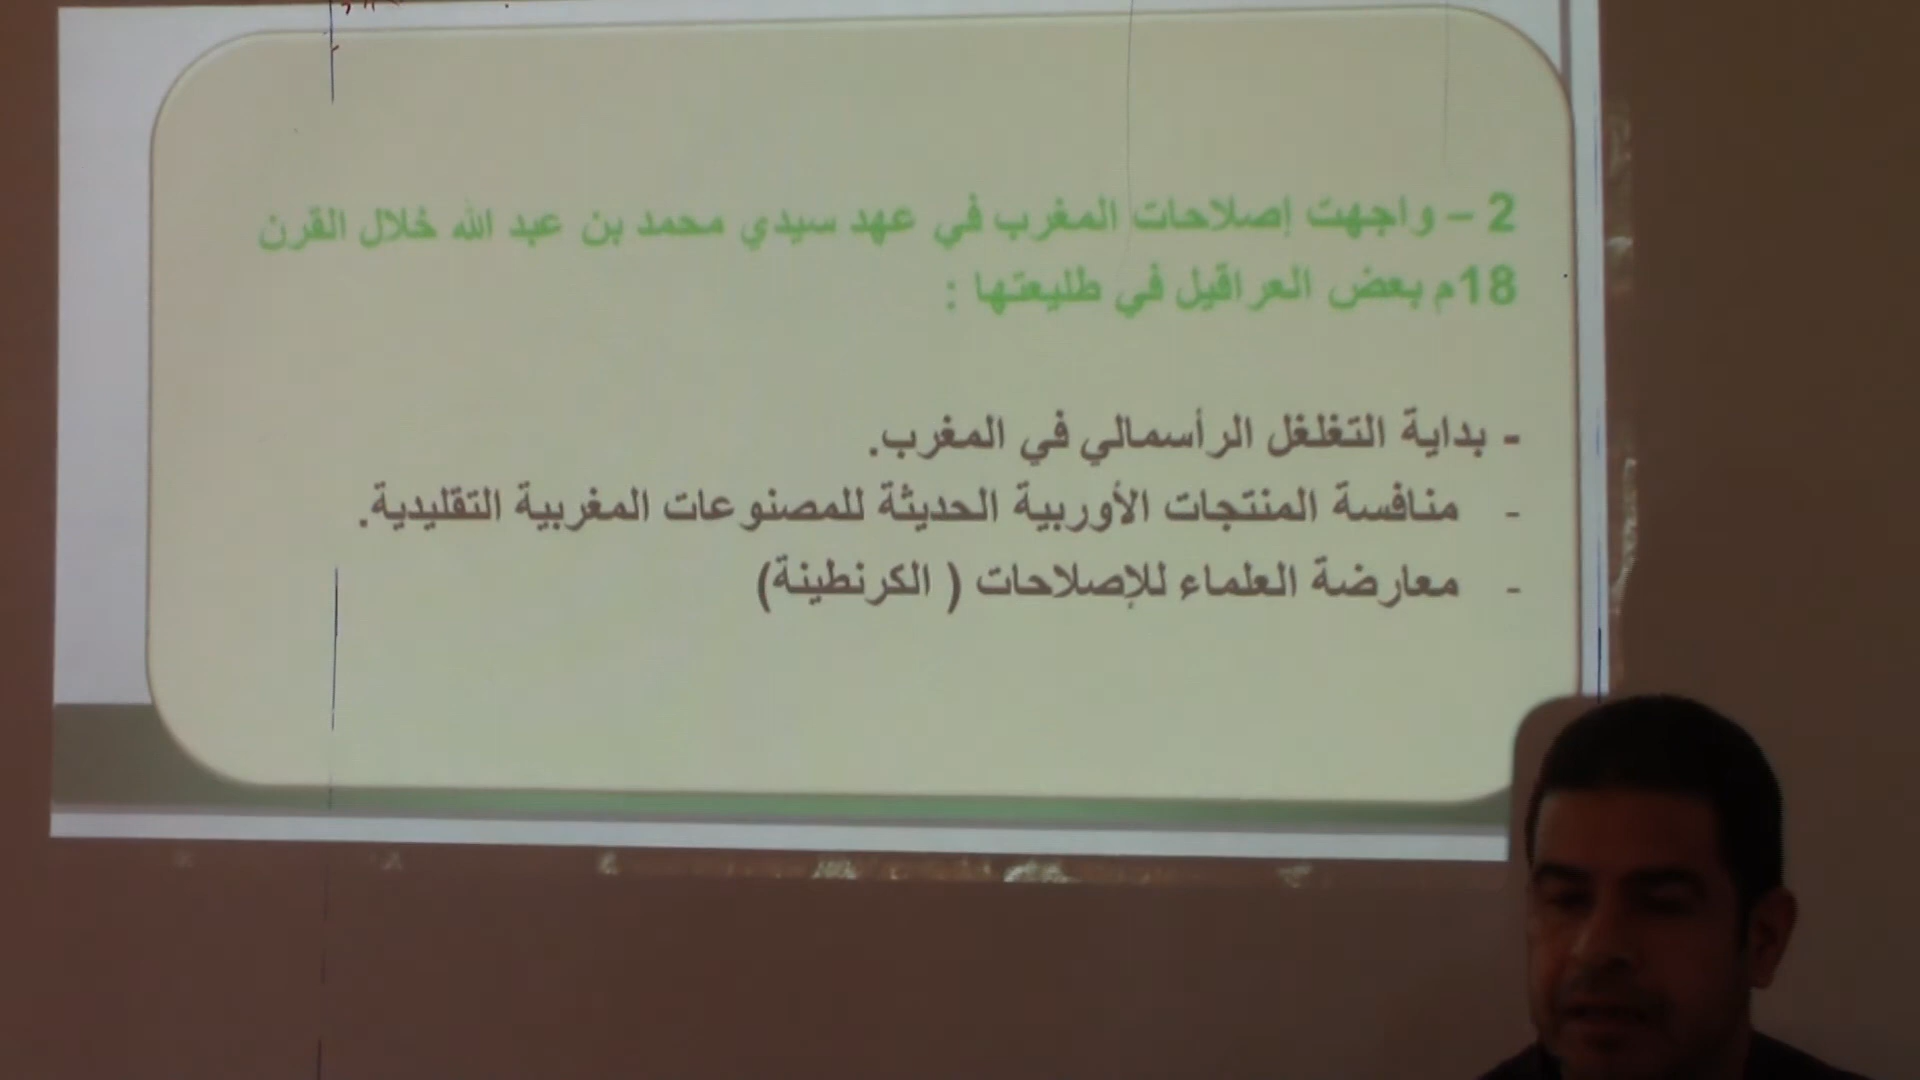 2 – واجهت إصلاحات المغرب في عهد سيدي محمد بن عبد الله خلال القرن
18م بعض العراقيل في طليعتها :
- بداية التغلغل الرأسمالي في المغرب.
- منافسة المنتجات الأوربية الحديثة للمصنوعات المغربية التقليدية.
- معارضة العلماء للإصلاحات ( الكرنطينة)